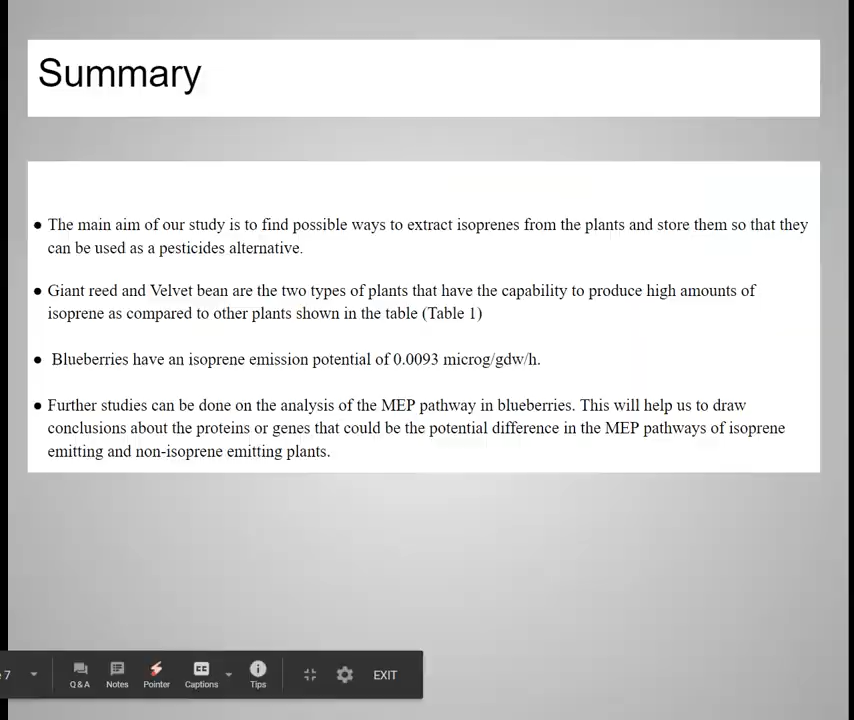 Summary
● The main aim of our study is to find possible ways to extract isoprenes from the plants and store them so that they
can be used as a pesticides alternative.
● Giant reed and Velvet bean are the two types of plants that have the capability to produce high amounts of
isoprene as compared to other plants shown in the table (Table 1)
● Blueberries have an isoprene emission potential of 0.0093 microg/gdw/h.
● Further studies can be done on the analysis of the MEP pathway in blueberries. This will help us to draw
conclusions about the proteins or genes that could be the potential difference in the MEP pathways of isoprene
emitting and non-isoprene emitting plants.
7 Q&A Notes Pointer CC Captions Tips EXIT